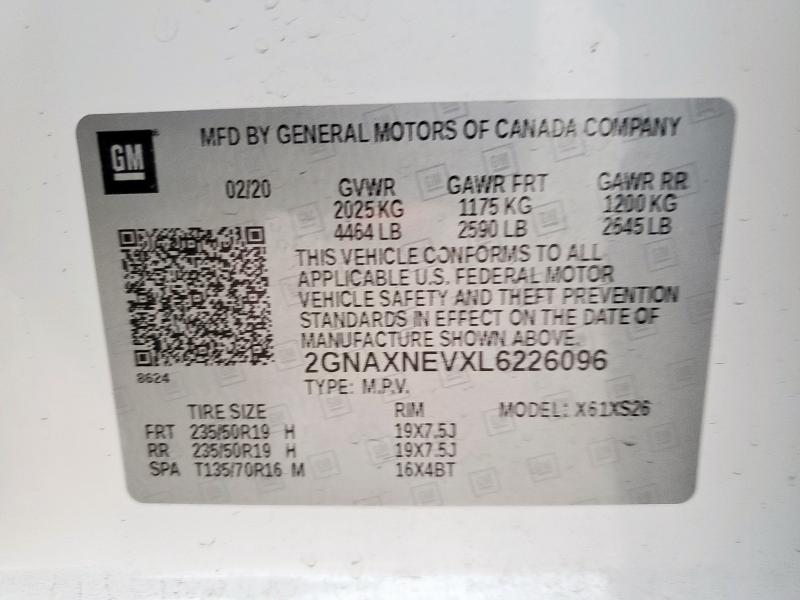 GM
MFD BY GENERAL MOTORS OF CANADA COMPANY
02/20 GVWR GAWR FRT GAWR RR
2025 KG 1175 KG 1200 KG
4464 LB 2590 LB 2645 LB
THIS VEHICLE CONFORMS TO ALL
APPLICABLE U.S. FEDERAL MOTOR
VEHICLE SAFETY AND THEFT PREVENTION
STANDARDS IN EFFECT ON THE DATE OF
MANUFACTURE SHOWN ABOVE.
2GNAXNEVXL6226096
8624
TYPE: M.P.V.
TIRE SIZE RIM MODEL: X61XS26
FRT 235/50R19 H 19X7.5J
RR 235/50R19 H 19X7.5J
SPA T135/70R16 M 16X4BT